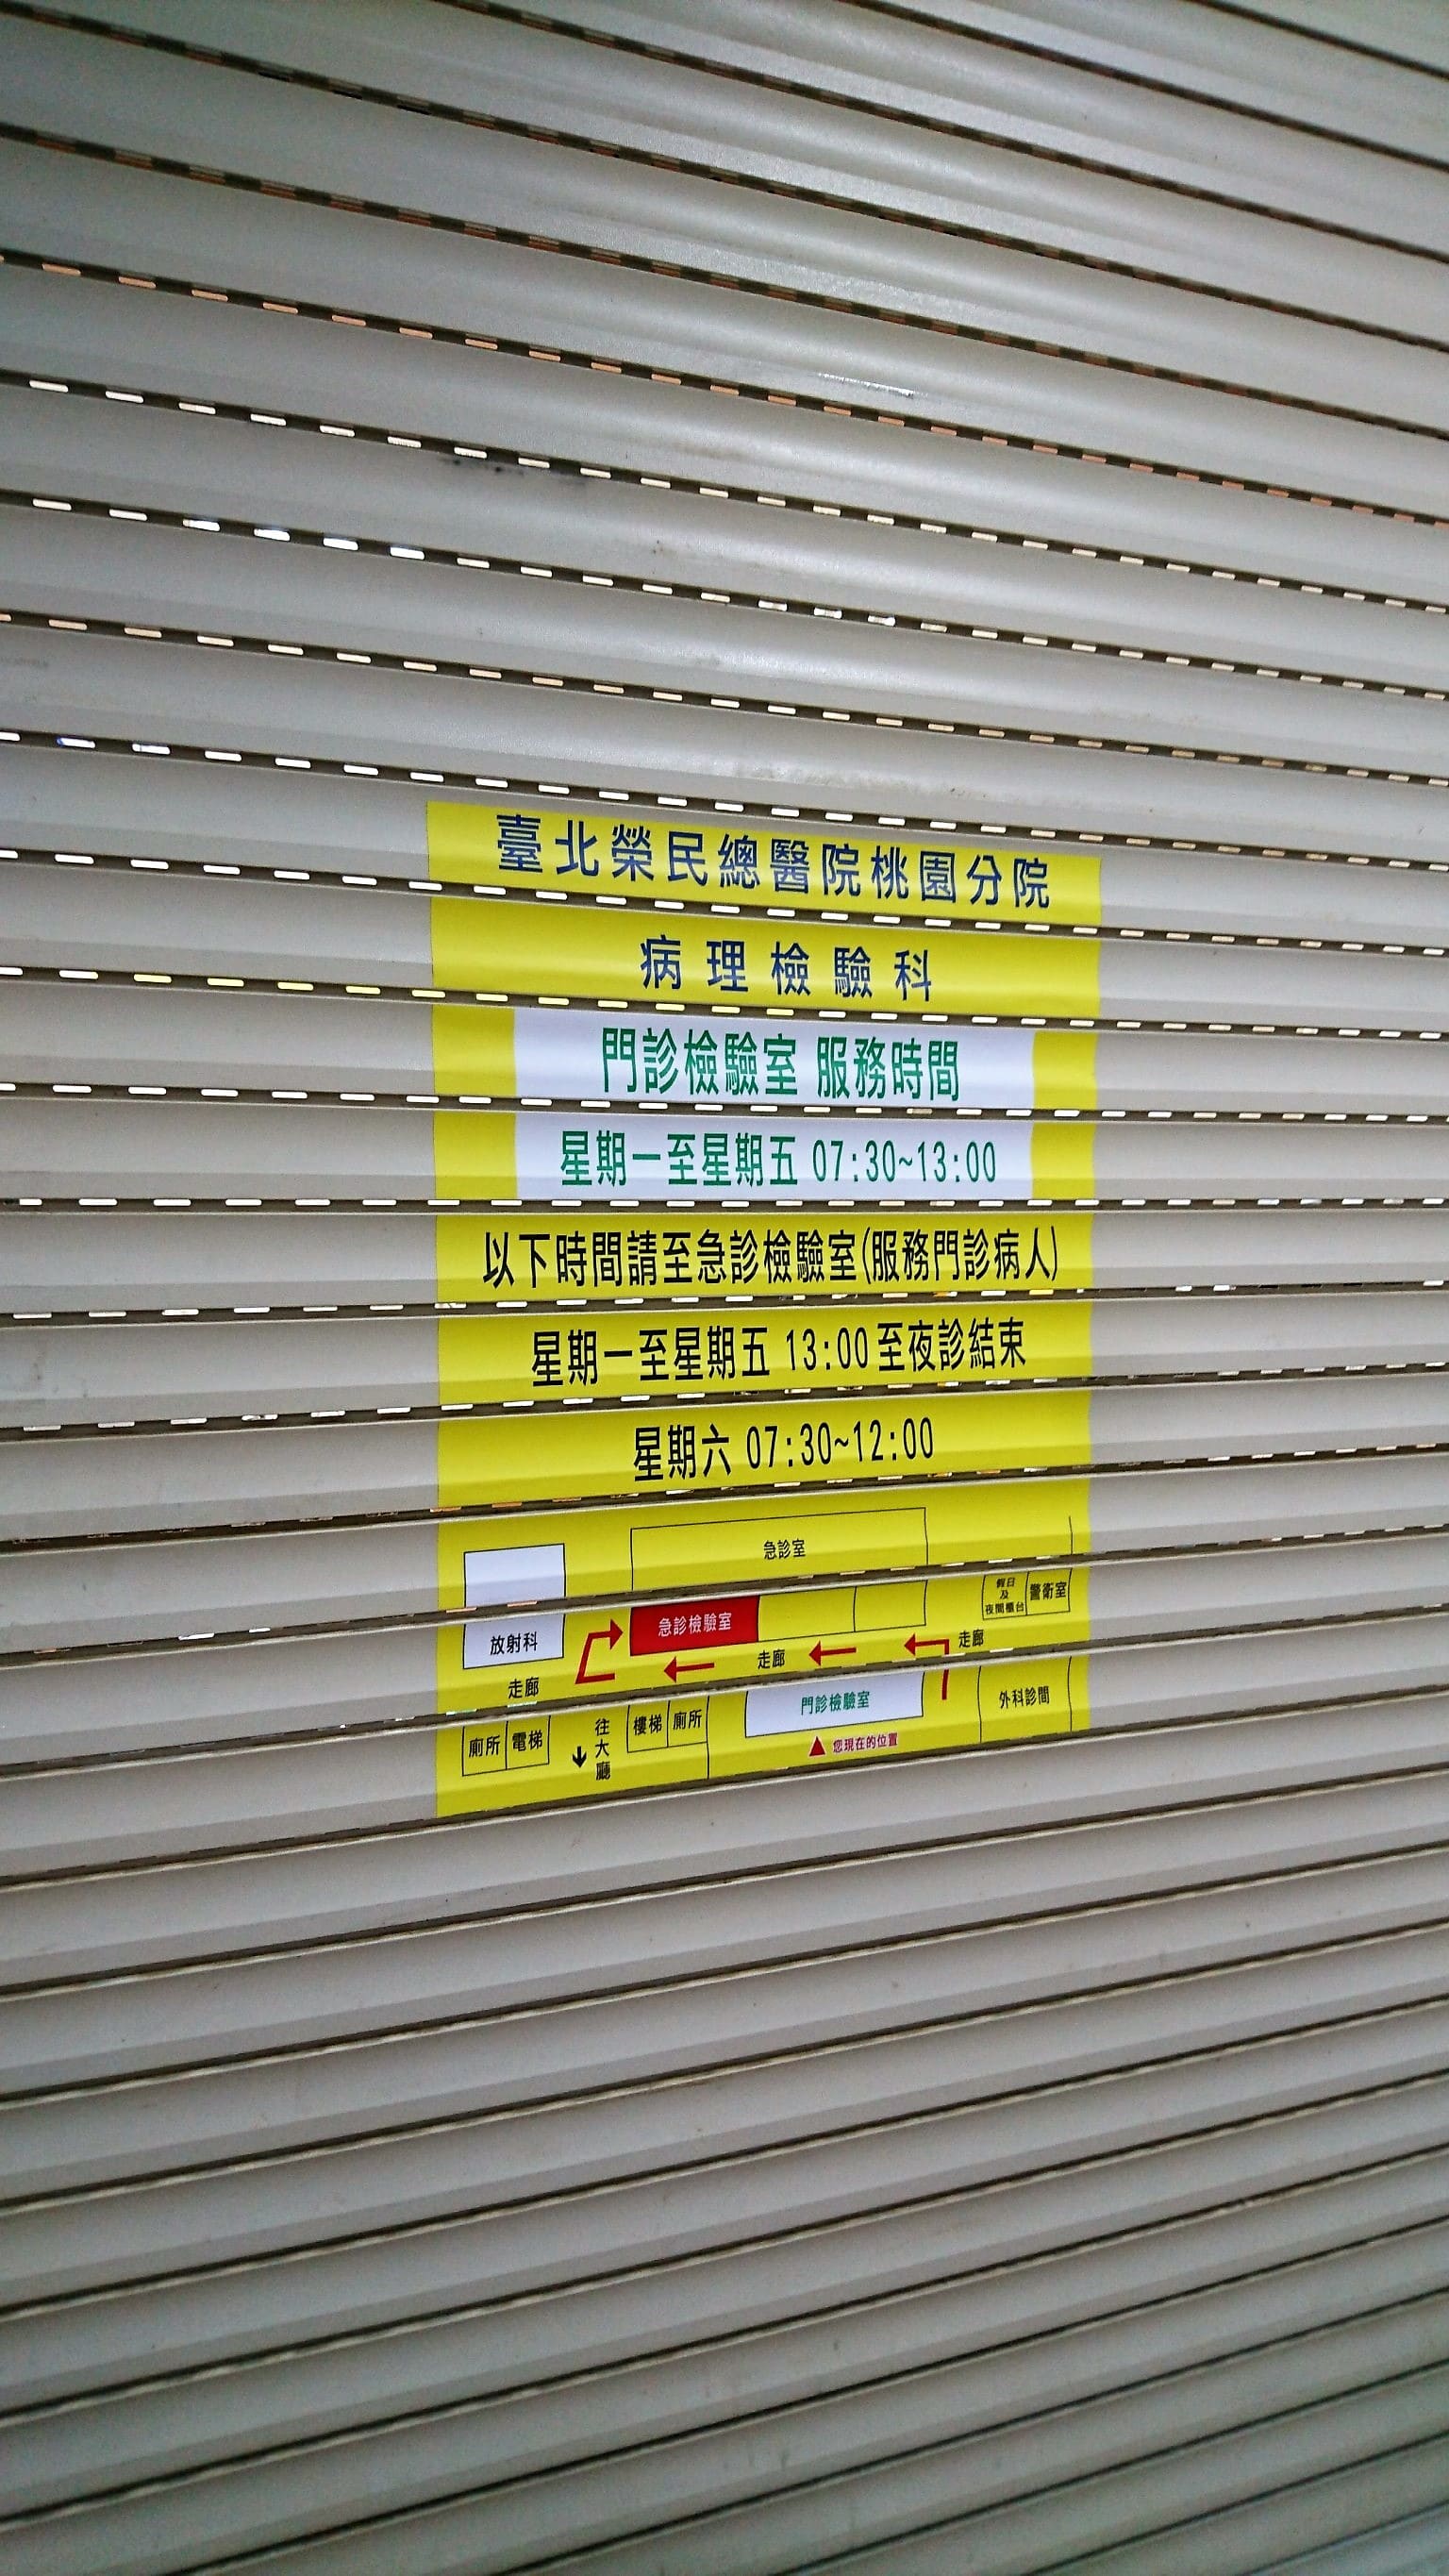 臺北榮民總醫院桃園分院
病理檢驗科
門診檢驗室 服務時間
星期一至星期五 07:30~13:00
以下時間請至急診檢驗室(服務門診病人)
星期一至星期五 13:00至夜診結束
星期六 07:30~12:00
急診室
假日
及
夜間櫃台
警衛室
急診檢驗室
放射科
走廊
走廊
走廊
門診檢驗室
外科診間
廁所
電梯
往大廳
樓梯
廁所
您現在的位置